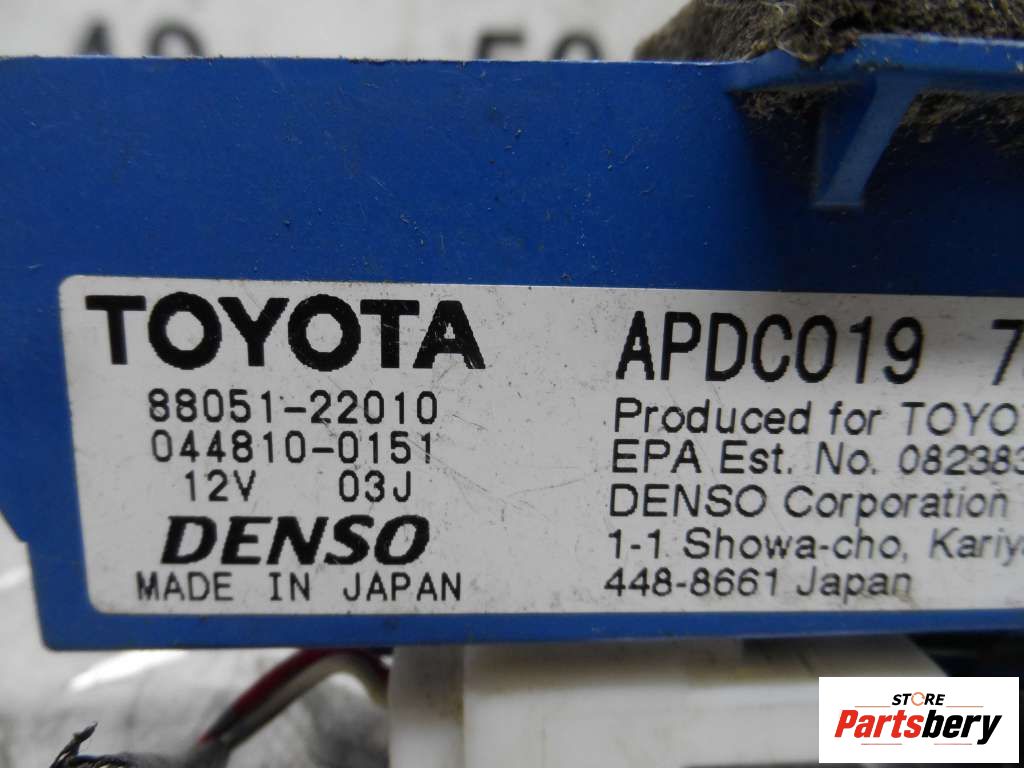 TOYOTA
88051-22010
044810-0151
12V 03J
DENSO
MADE IN JAPAN
APDC019
Produced for
EPA Est. No. 082383
DENSO Corporation
1-1 Showa-cho,
448-8661 Japan
STORE
Partsbery